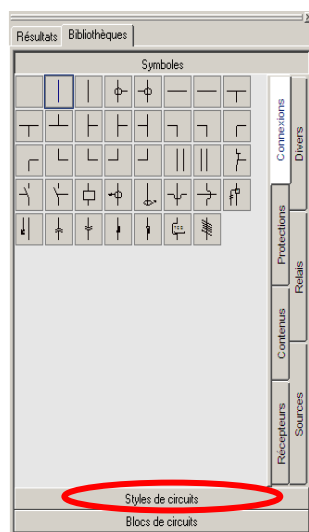 Résultats Bibliothèques
Symboles
Connexions
Divers
Protections
Relais
Contenus
Sources
Récepteurs
Styles de circuits
Blocs de circuits